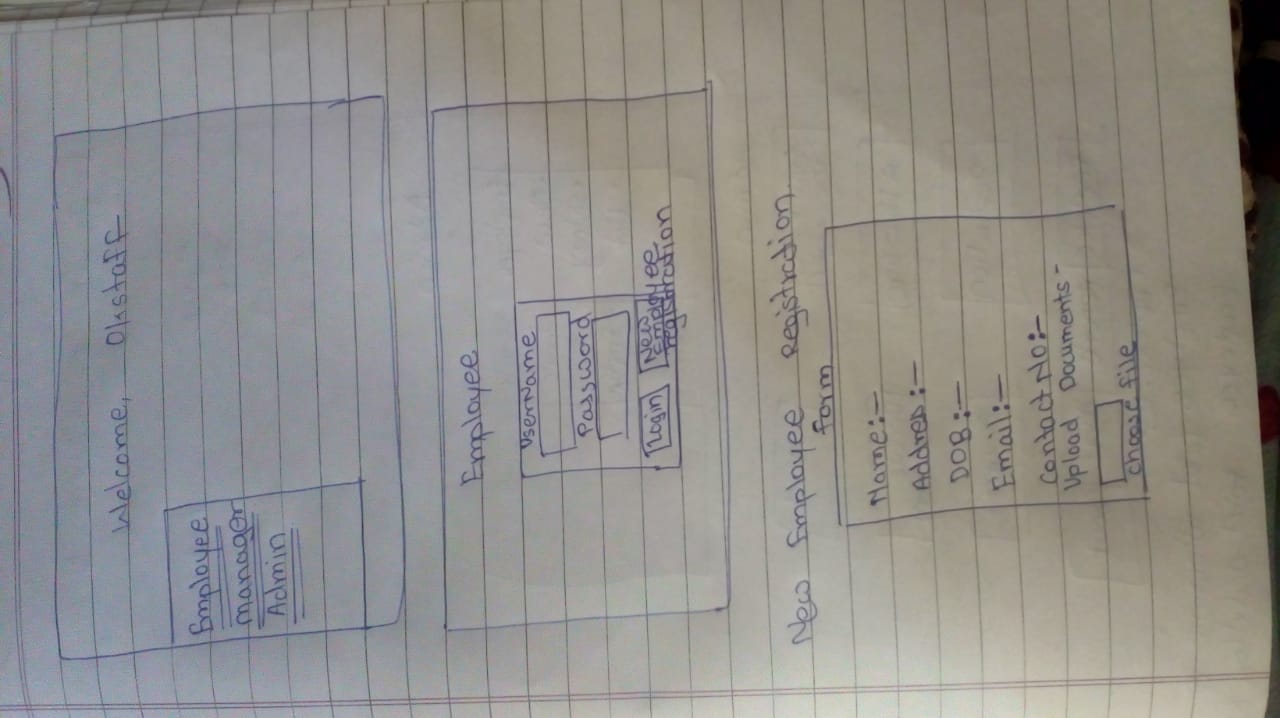 Welcome, Okstaff
Employee
manager
Admin
Employee
UserName
Password
Login
New
Employee
registration
New Employee Registration
form
Name:-
Addres:-
DOB:-
Email:-
Contact No:-
Upload Documents-
choose file